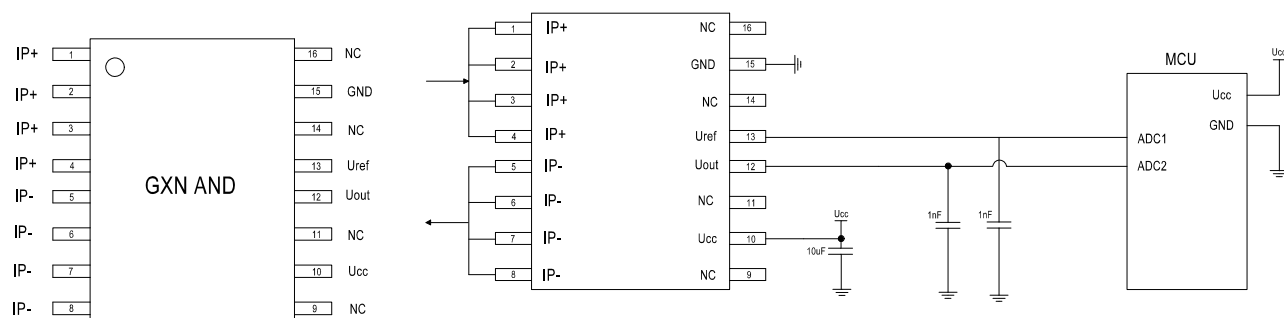 IP+ 1 16 NC
IP+ 2 15 GND
IP+ 3 14 NC
IP+ 4 13 Uref
IP- 5 12 Uout
IP- 6 11 NC
IP- 7 10 Ucc
IP- 8 9 NC
GXN AND
1 IP+ NC 16
2 IP+ GND 15
3 IP+ NC 14
4 IP+ Uref 13
5 IP- Uout 12
6 IP- NC 11
7 IP- Ucc 10
8 IP- NC 9
Ucc
10uF
1nF
1nF
MCU
Ucc
Ucc
GND
ADC1
ADC2